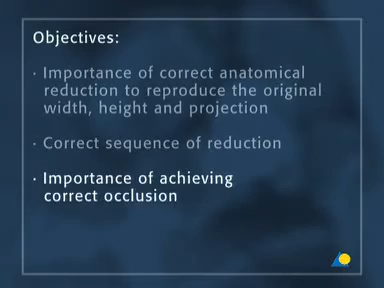 Objectives:
· Importance of correct anatomical
reduction to reproduce the original
width, height and projection
· Correct sequence of reduction
· Importance of achieving
correct occlusion